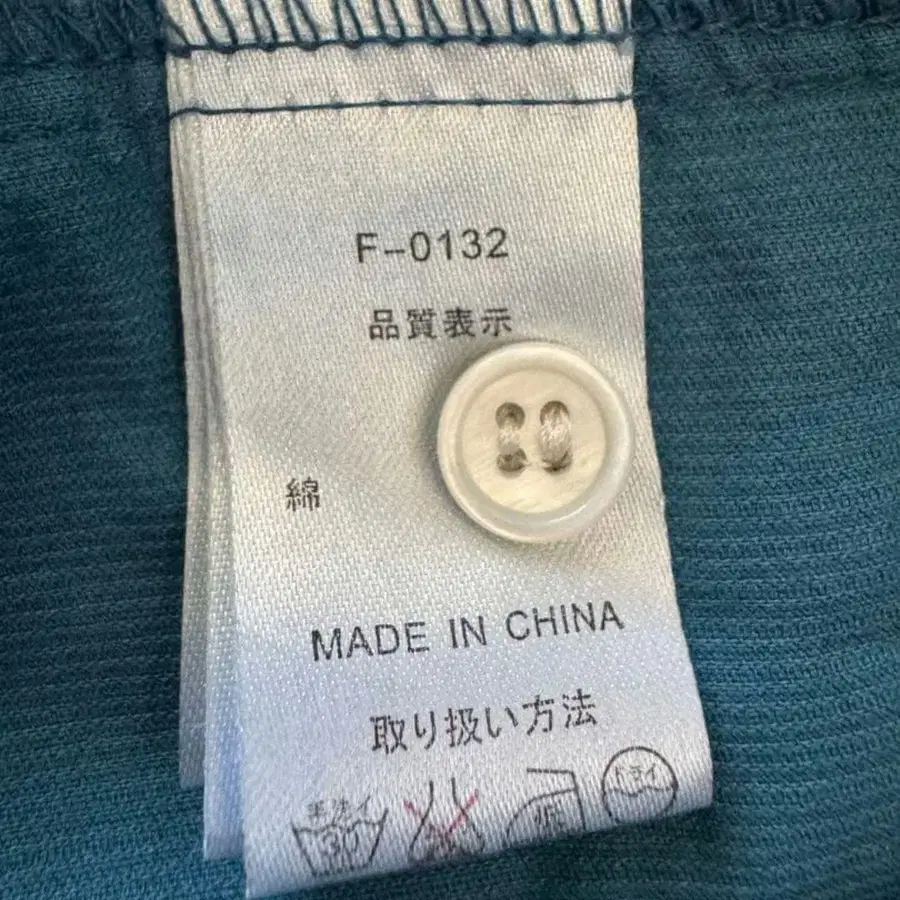 F-0132
品質表示
綿
MADE IN CHINA
取り扱い方法
手洗イ
30
ドライ